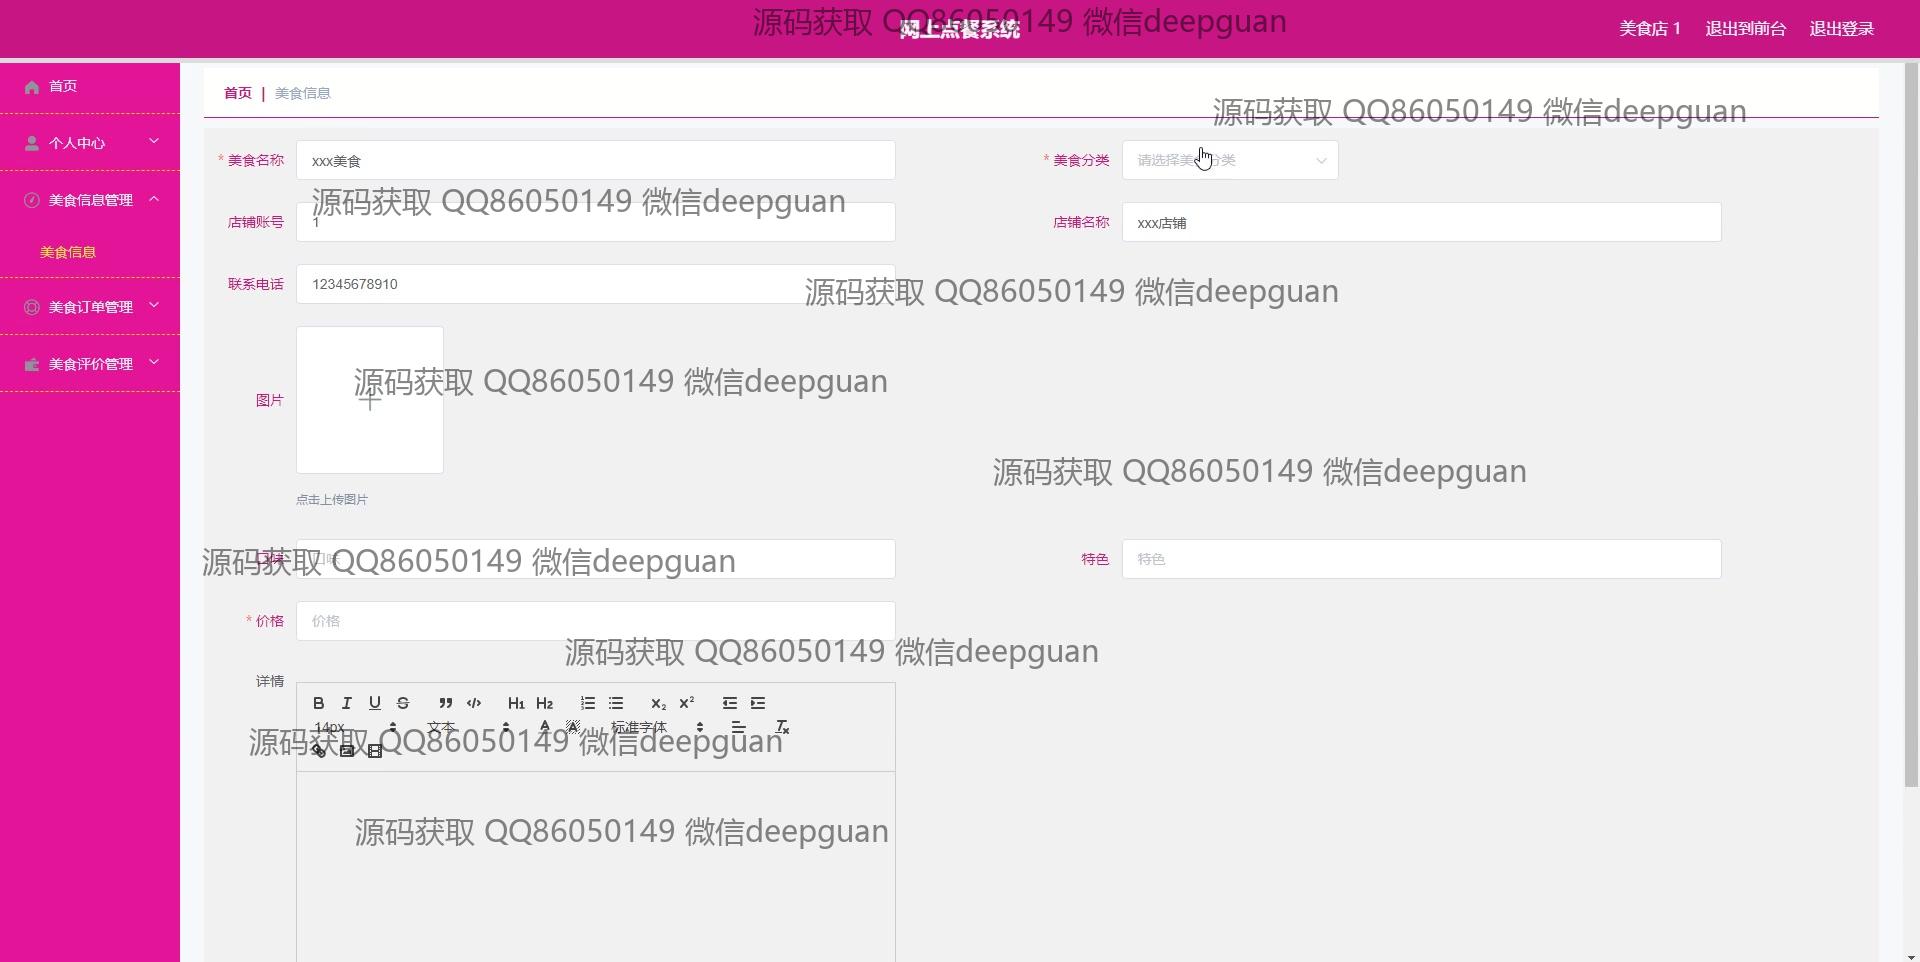 源码获取 QQ86050149 微信deepguan
网上点餐系统
美食店 1 退出到前台 退出登录
首页
个人中心
美食信息管理
美食信息
美食订单管理
美食评价管理
首页 | 美食信息
源码获取 QQ86050149 微信deepguan
* 美食名称 xxx美食
* 美食分类 请选择美食分类
源码获取 QQ86050149 微信deepguan
店铺账号 1
店铺名称 xxx店铺
联系电话 12345678910
源码获取 QQ86050149 微信deepguan
源码获取 QQ86050149 微信deepguan
图片
源码获取 QQ86050149 微信deepguan
点击上传图片
口味 口味
源码获取 QQ86050149 微信deepguan
特色 特色
* 价格 价格
源码获取 QQ86050149 微信deepguan
详情
B I U S H1 H2 X2 X2
14px 文本 A A 标准字体 Tx
源码获取 QQ86050149 微信deepguan
源码获取 QQ86050149 微信deepguan